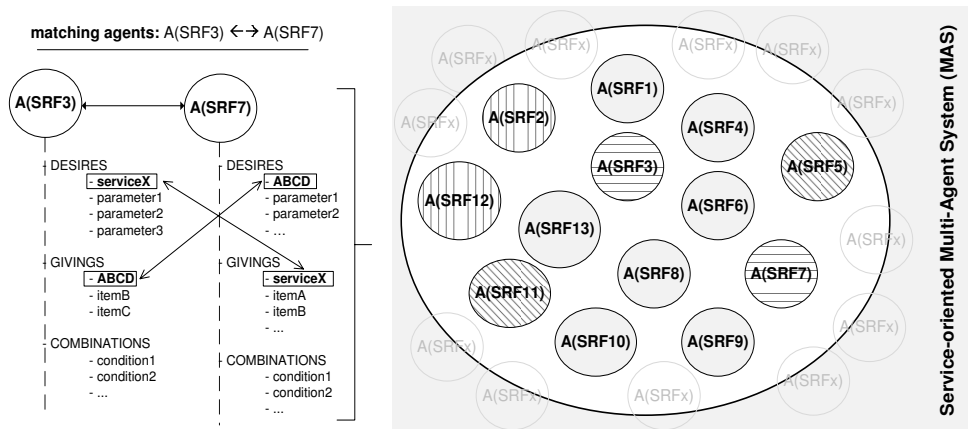 matching agents: A(SRF3) ←→ A(SRF7)
A(SRF3)
A(SRF7)
DESIRES
- serviceX
- parameter1
- parameter2
- parameter3
GIVINGS
- ABCD
- itemB
- itemC
COMBINATIONS
- condition1
- condition2
- ...
DESIRES
- ABCD
- parameter1
- parameter2
- ...
GIVINGS
- serviceX
- itemA
- itemB
- ...
COMBINATIONS
- condition1
- condition2
- ...
A(SRFx)
A(SRFx)
A(SRFx)
A(SRFx)
A(SRFx)
A(SRFx)
A(SRF1)
A(SRF2)
A(SRF4)
A(SRF3)
A(SRF5)
A(SRF12)
A(SRF6)
A(SRF13)
A(SRFx)
A(SRF8)
A(SRF7)
A(SRF11)
A(SRF10)
A(SRF9)
A(SRFx)
A(SRFx)
A(SRFx)
A(SRFx)
A(SRFx)
Service-oriented Multi-Agent System (MAS)